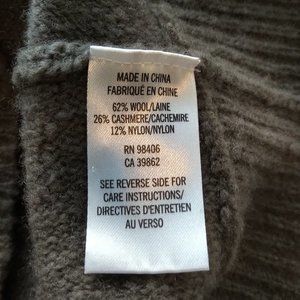 MADE IN CHINA
FABRIQUÉ EN CHINE
62% WOOL/LAINE
26% CASHMERE/CACHEMIRE
12% NYLON/NYLON
RN 98406
CA 39862
SEE REVERSE SIDE FOR
CARE INSTRUCTIONS/
DIRECTIVES D'ENTRETIEN
AU VERSO